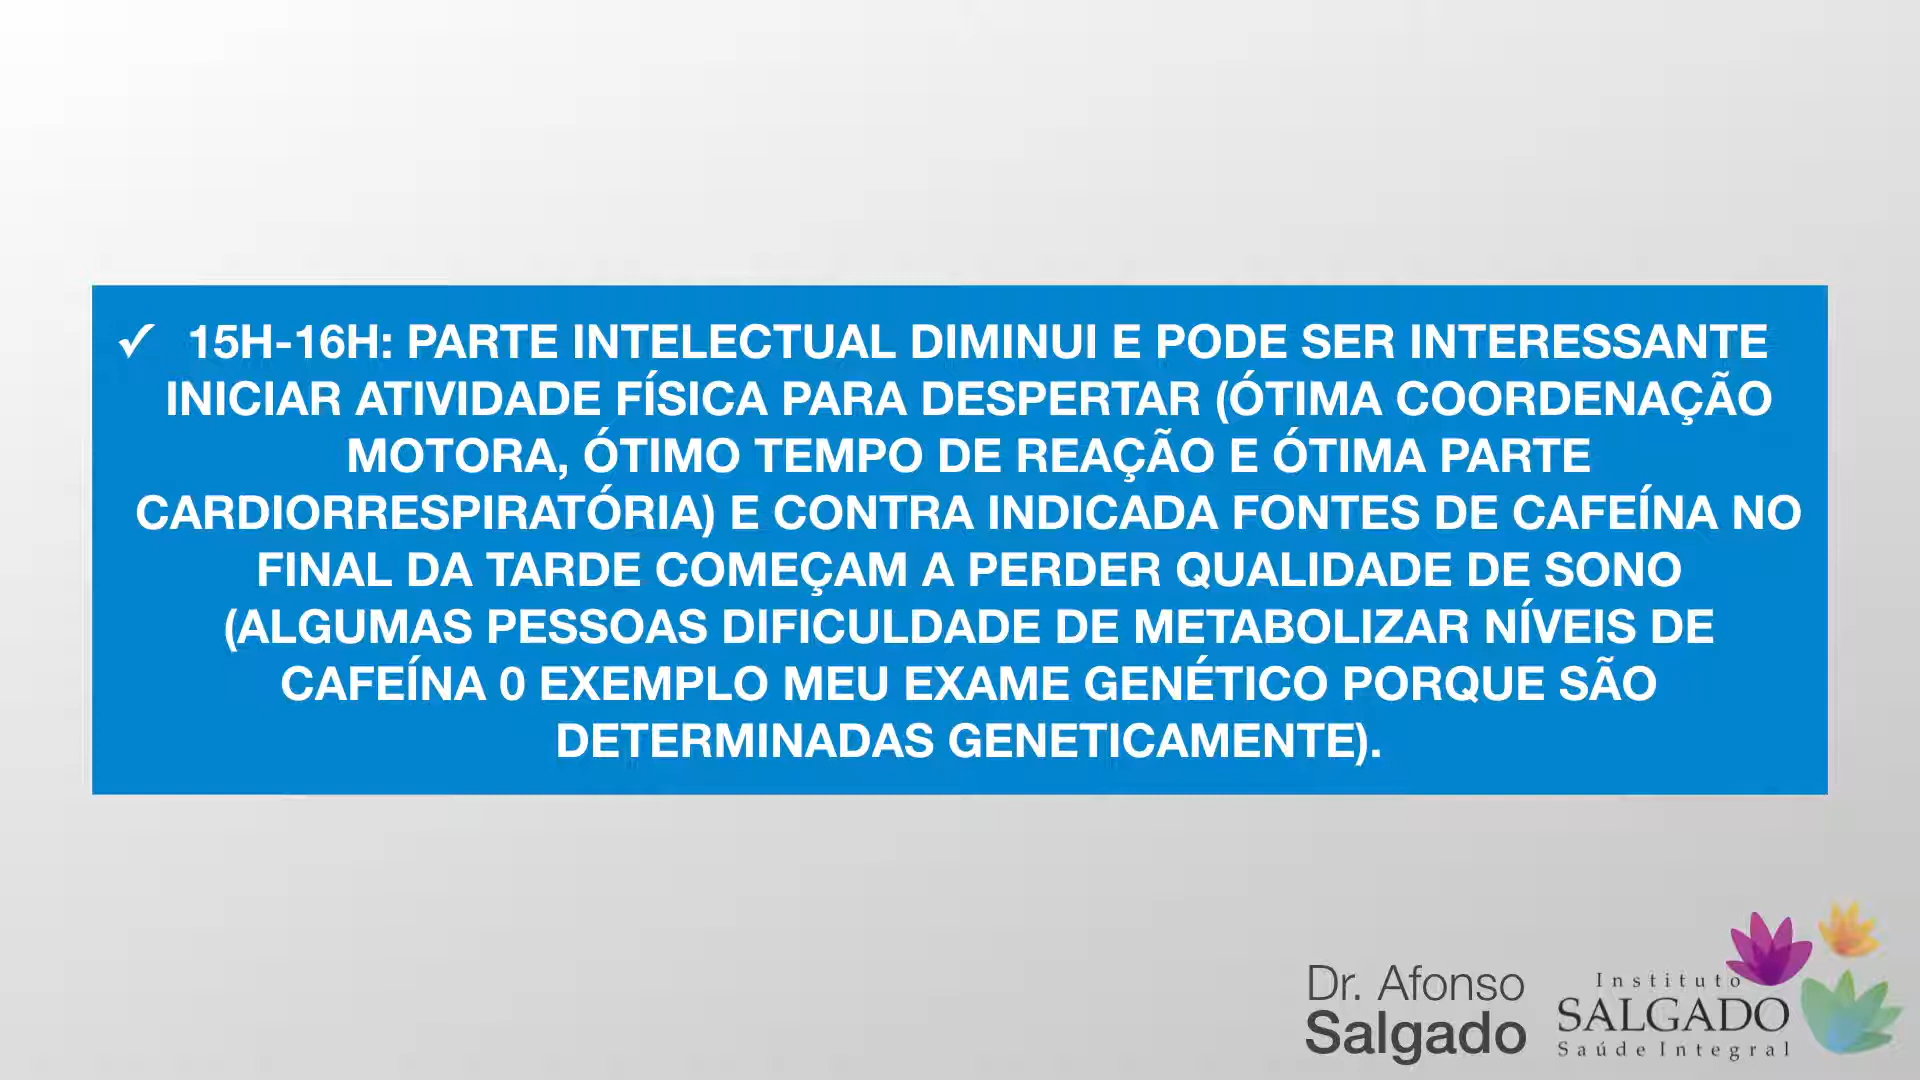 ✓ 15H-16H: PARTE INTELECTUAL DIMINUI E PODE SER INTERESSANTE
INICIAR ATIVIDADE FÍSICA PARA DESPERTAR (ÓTIMA COORDENAÇÃO
MOTORA, ÓTIMO TEMPO DE REAÇÃO E ÓTIMA PARTE
CARDIORRESPIRATÓRIA) E CONTRA INDICADA FONTES DE CAFEÍNA NO
FINAL DA TARDE COMEÇAM A PERDER QUALIDADE DE SONO
(ALGUMAS PESSOAS DIFICULDADE DE METABOLIZAR NÍVEIS DE
CAFEÍNA 0 EXEMPLO MEU EXAME GENÉTICO PORQUE SÃO
DETERMINADAS GENETICAMENTE).
Dr. Afonso
Salgado
Instituto
SALGADO
Saúde Integral